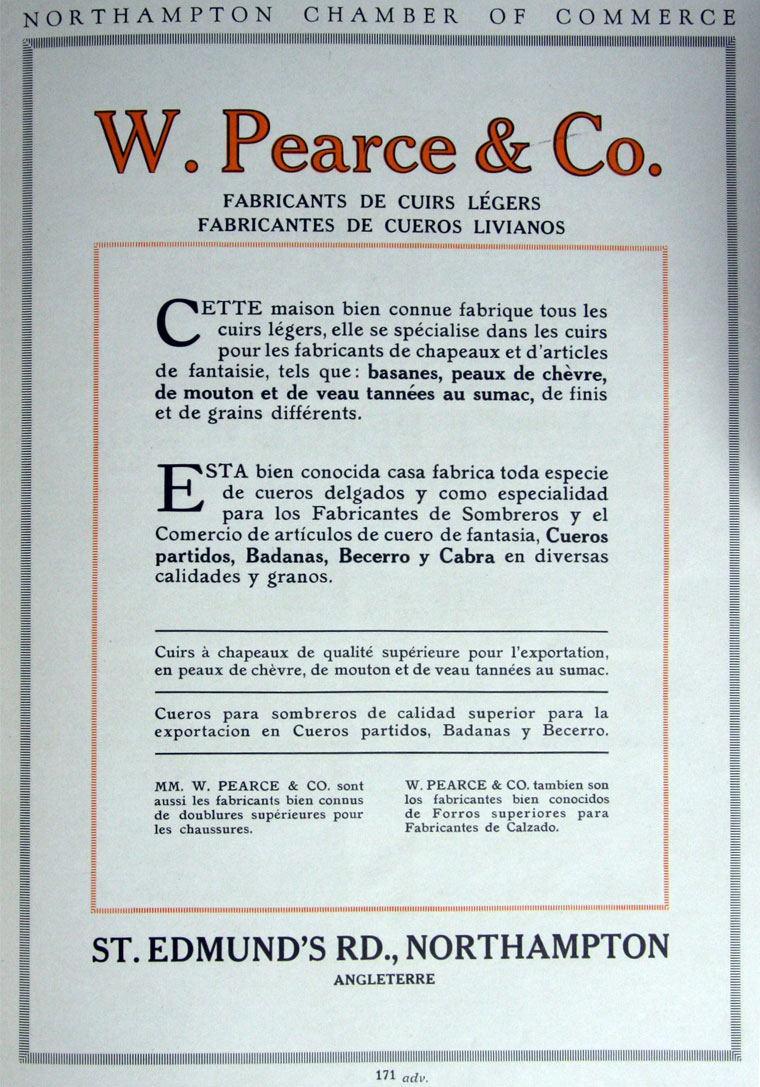 NORTHAMPTON CHAMBER OF COMMERCE
W. Pearce & Co.
FABRICANTS DE CUIRS LÉGERS
FABRICANTES DE CUEROS LIVIANOS
CETTE maison bien connue fabrique tous les
cuirs légers, elle se spécialise dans les cuirs
pour les fabricants de chapeaux et d'articles
de fantaisie, tels que: basanes, peaux de chèvre,
de mouton et de veau tannées au sumac, de finis
et de grains différents.
ESTA bien conocida casa fabrica toda especie
de cueros delgados y como especialidad
para los Fabricantes de Sombreros y el
Comercio de artículos de cuero de fantasia, Cueros
partidos, Badanas, Becerro y Cabra en diversas
calidades y granos.
Cuirs à chapeaux de qualité supérieure pour l'exportation,
en peaux de chèvre, de mouton et de veau tannées au sumac.
Cueros para sombreros de calidad superior para la
exportacion en Cueros partidos, Badanas y Becerro.
MM. W. PEARCE & CO. sont
aussi les fabricants bien connus
de doublures supérieures pour
les chaussures.
W. PEARCE & CO. tambien son
los fabricantes bien conocidos
de Forros superiores para
Fabricantes de Calzado.
ST. EDMUND'S RD., NORTHAMPTON
ANGLETERRE
171 adv.